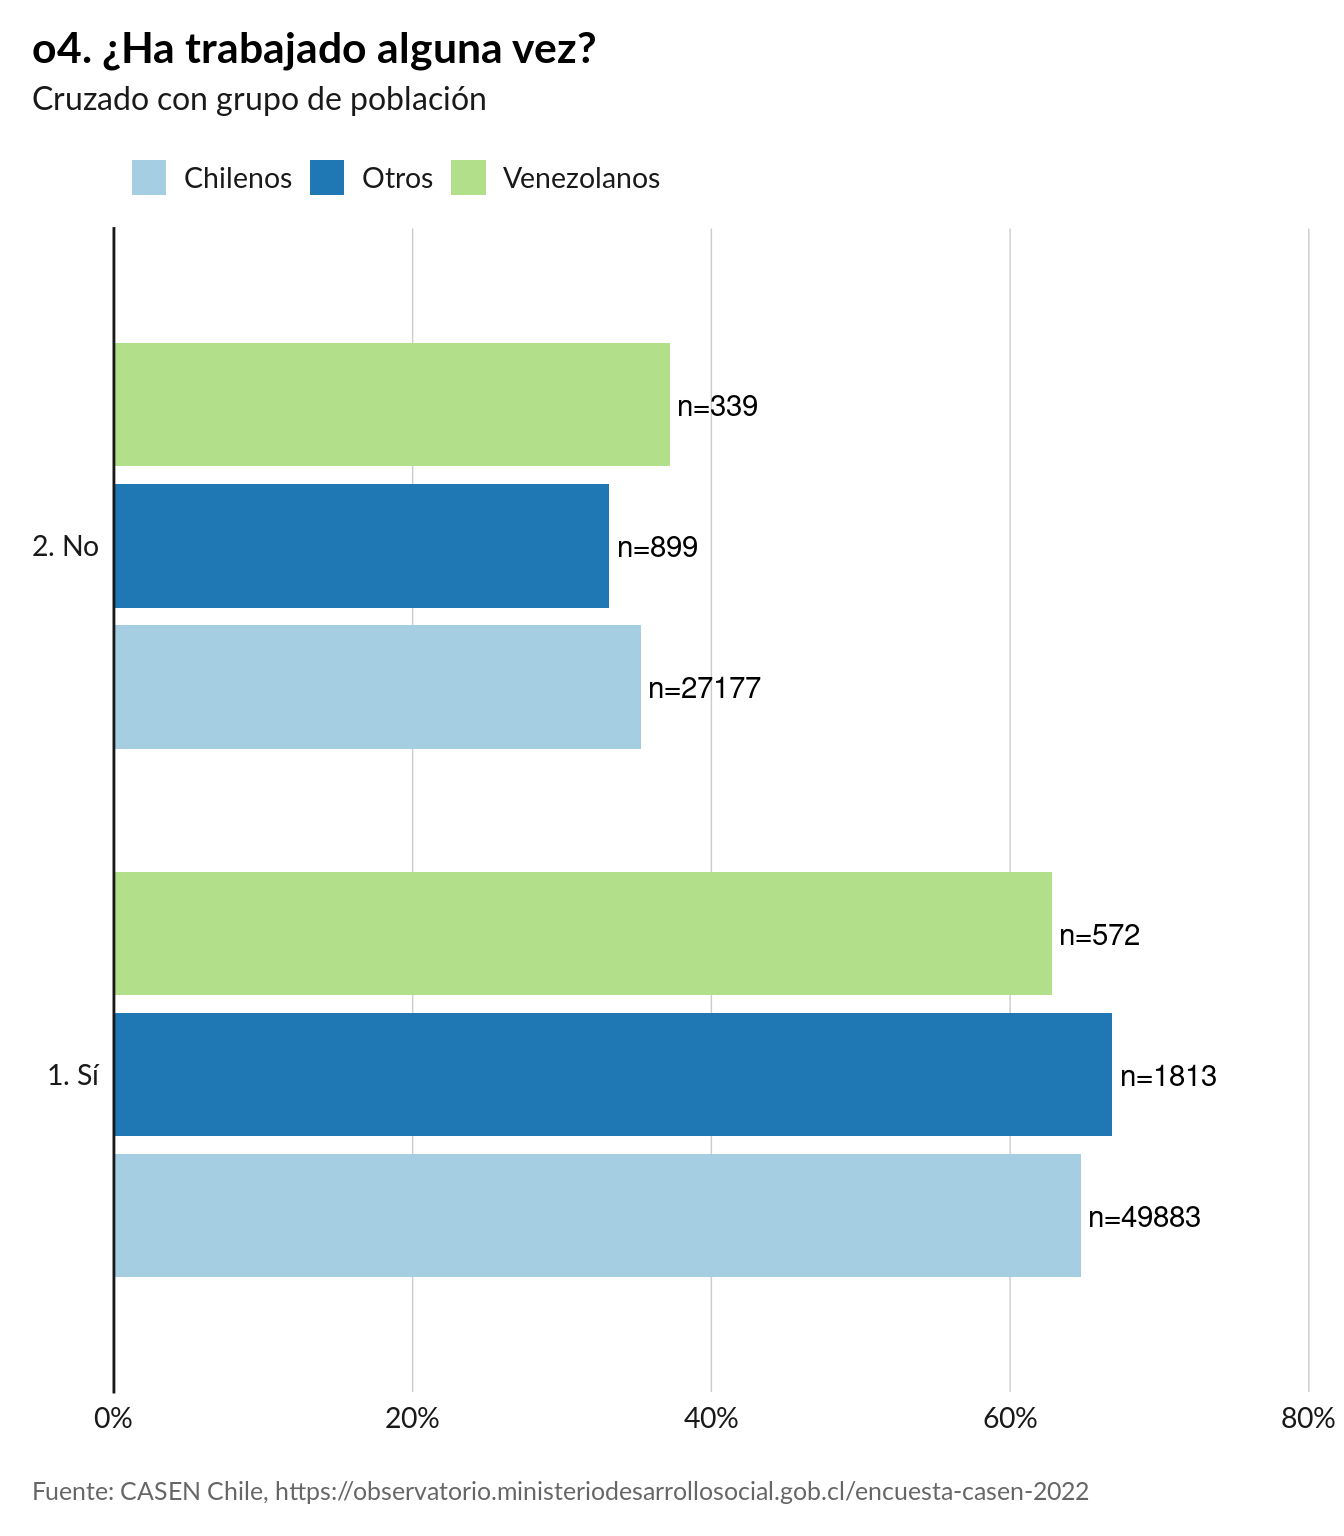 o4. ¿Ha trabajado alguna vez?
Cruzado con grupo de población
Chilenos Otros Venezolanos
n=339
2. No n=899
n=27177
n=572
1. Sí n=1813
n=49883
0% 20% 40% 60% 80%
Fuente: CASEN Chile, https://observatorio.ministeriodesarrollosocial.gob.cl/encuesta-casen-2022